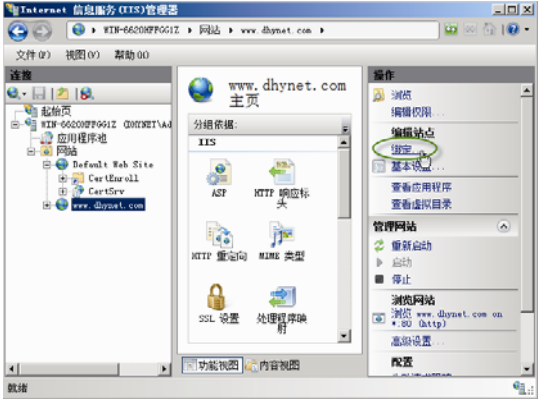 Internet 信息服务(IIS)管理器
WIN-6620MFFGG1Z ▸ 网站 ▸ www.dhynet.com ▸
文件(F) 视图(V) 帮助(H)
连接
起始页
WIN-6620MFFGG1Z (DHYNET\Ad
应用程序池
网站
Default Web Site
CertEnroll
CertSrv
www.dhynet.com
www.dhynet.com
主页
分组依据:
IIS
ASP
HTTP 响应标头
HTTP 重定向
MIME 类型
SSL 设置
处理程序映射
功能视图 内容视图
操作
浏览
编辑权限...
编辑站点
绑定...
基本设置...
查看应用程序
查看虚拟目录
管理网站
重新启动
启动
停止
浏览网站
浏览 www.dhynet.com on
*:80 (http)
高级设置...
配置
就绪